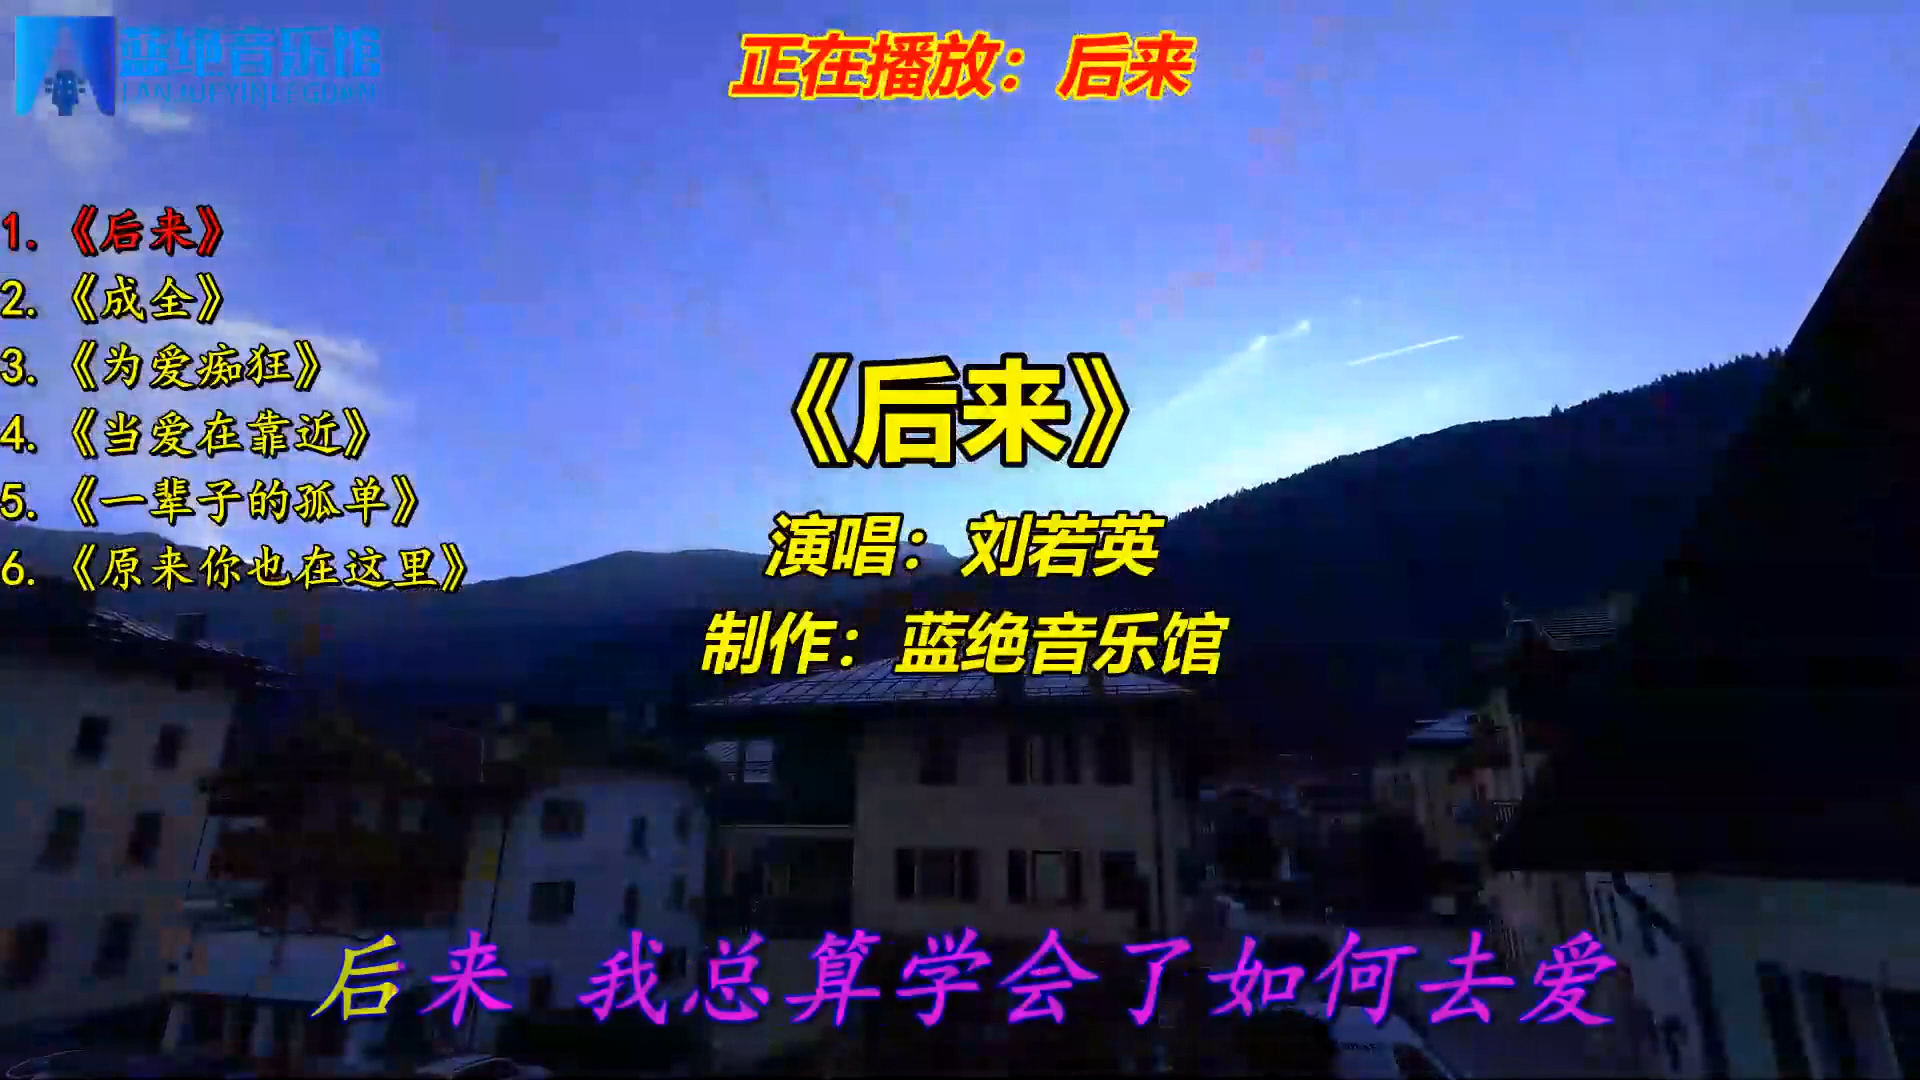 蓝绝音乐馆
LANJUEYINLEGUAN
正在播放：后来
1. 《后来》
2. 《成全》
3. 《为爱痴狂》
4. 《当爱在靠近》
5. 《一辈子的孤单》
6. 《原来你也在这里》
《后来》
演唱：刘若英
制作：蓝绝音乐馆
后来 我总算学会了如何去爱